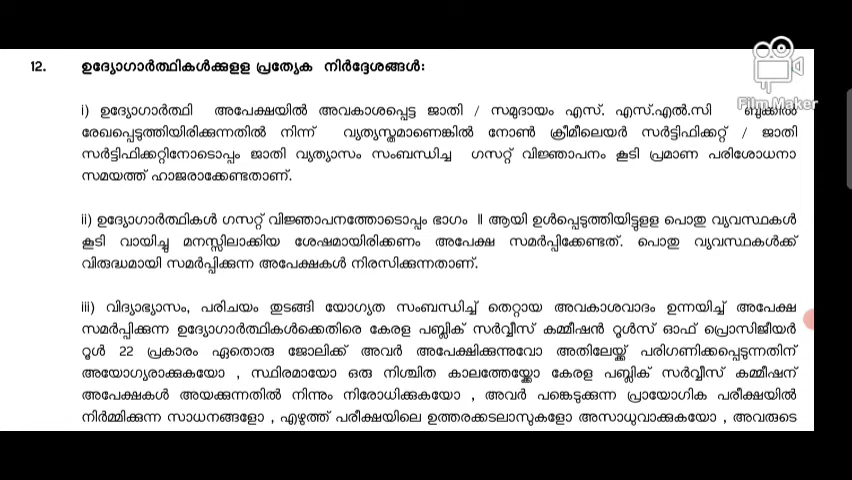 12. ഉദ്യോഗാർത്ഥികൾക്കുളള പ്രത്യേക നിർദ്ദേശങ്ങൾ:
i) ഉദ്യോഗാർത്ഥി അപേക്ഷയിൽ അവകാശപ്പെട്ട ജാതി / സമുദായം എസ്. എസ്.എൽ.സി ബുക്കിൽ
Film Maker
രേഖപ്പെടുത്തിയിരിക്കുന്നതിൽ നിന്ന് വ്യത്യസ്തമാണെങ്കിൽ നോൺ ക്രീമീലെയർ സർട്ടിഫിക്കറ്റ് / ജാതി
സർട്ടിഫിക്കറ്റിനോടൊപ്പം ജാതി വ്യത്യാസം സംബന്ധിച്ച ഗസറ്റ് വിജ്ഞാപനം കൂടി പ്രമാണ പരിശോധനാ
സമയത്ത് ഹാജരാക്കേണ്ടതാണ്.
ii) ഉദ്യോഗാർത്ഥികൾ ഗസറ്റ് വിജ്ഞാപനത്തോടൊപ്പം ഭാഗം II ആയി ഉൾപ്പെടുത്തിയിട്ടുളള പൊതു വ്യവസ്ഥകൾ
കൂടി വായിച്ചു മനസ്സിലാക്കിയ ശേഷമായിരിക്കണം അപേക്ഷ സമർപ്പിക്കേണ്ടത്. പൊതു വ്യവസ്ഥകൾക്ക്
വിരുദ്ധമായി സമർപ്പിക്കുന്ന അപേക്ഷകൾ നിരസിക്കുന്നതാണ്.
iii) വിദ്യാഭ്യാസം, പരിചയം തുടങ്ങി യോഗ്യത സംബന്ധിച്ച് തെറ്റായ അവകാശവാദം ഉന്നയിച്ച് അപേക്ഷ
സമർപ്പിക്കുന്ന ഉദ്യോഗാർത്ഥികൾക്കെതിരെ കേരള പബ്ലിക് സർവ്വീസ് കമ്മീഷൻ റൂൾസ് ഓഫ് പ്രൊസിജീയർ
റൂൾ 22 പ്രകാരം ഏതൊരു ജോലിക്ക് അവർ അപേക്ഷിക്കുന്നുവോ അതിലേയ്ക്ക് പരിഗണിക്കപ്പെടുന്നതിന്
അയോഗ്യരാക്കുകയോ , സ്ഥിരമായോ ഒരു നിശ്ചിത കാലത്തേയ്ക്കോ കേരള പബ്ലിക് സർവ്വീസ് കമ്മീഷന്
അപേക്ഷകൾ അയക്കുന്നതിൽ നിന്നും നിരോധിക്കുകയോ , അവർ പങ്കെടുക്കുന്ന പ്രായോഗിക പരീക്ഷയിൽ
നിർമ്മിക്കുന്ന സാധനങ്ങളോ , എഴുത്ത് പരീക്ഷയിലെ ഉത്തരക്കടലാസുകളോ അസാധുവാക്കുകയോ , അവരുടെ